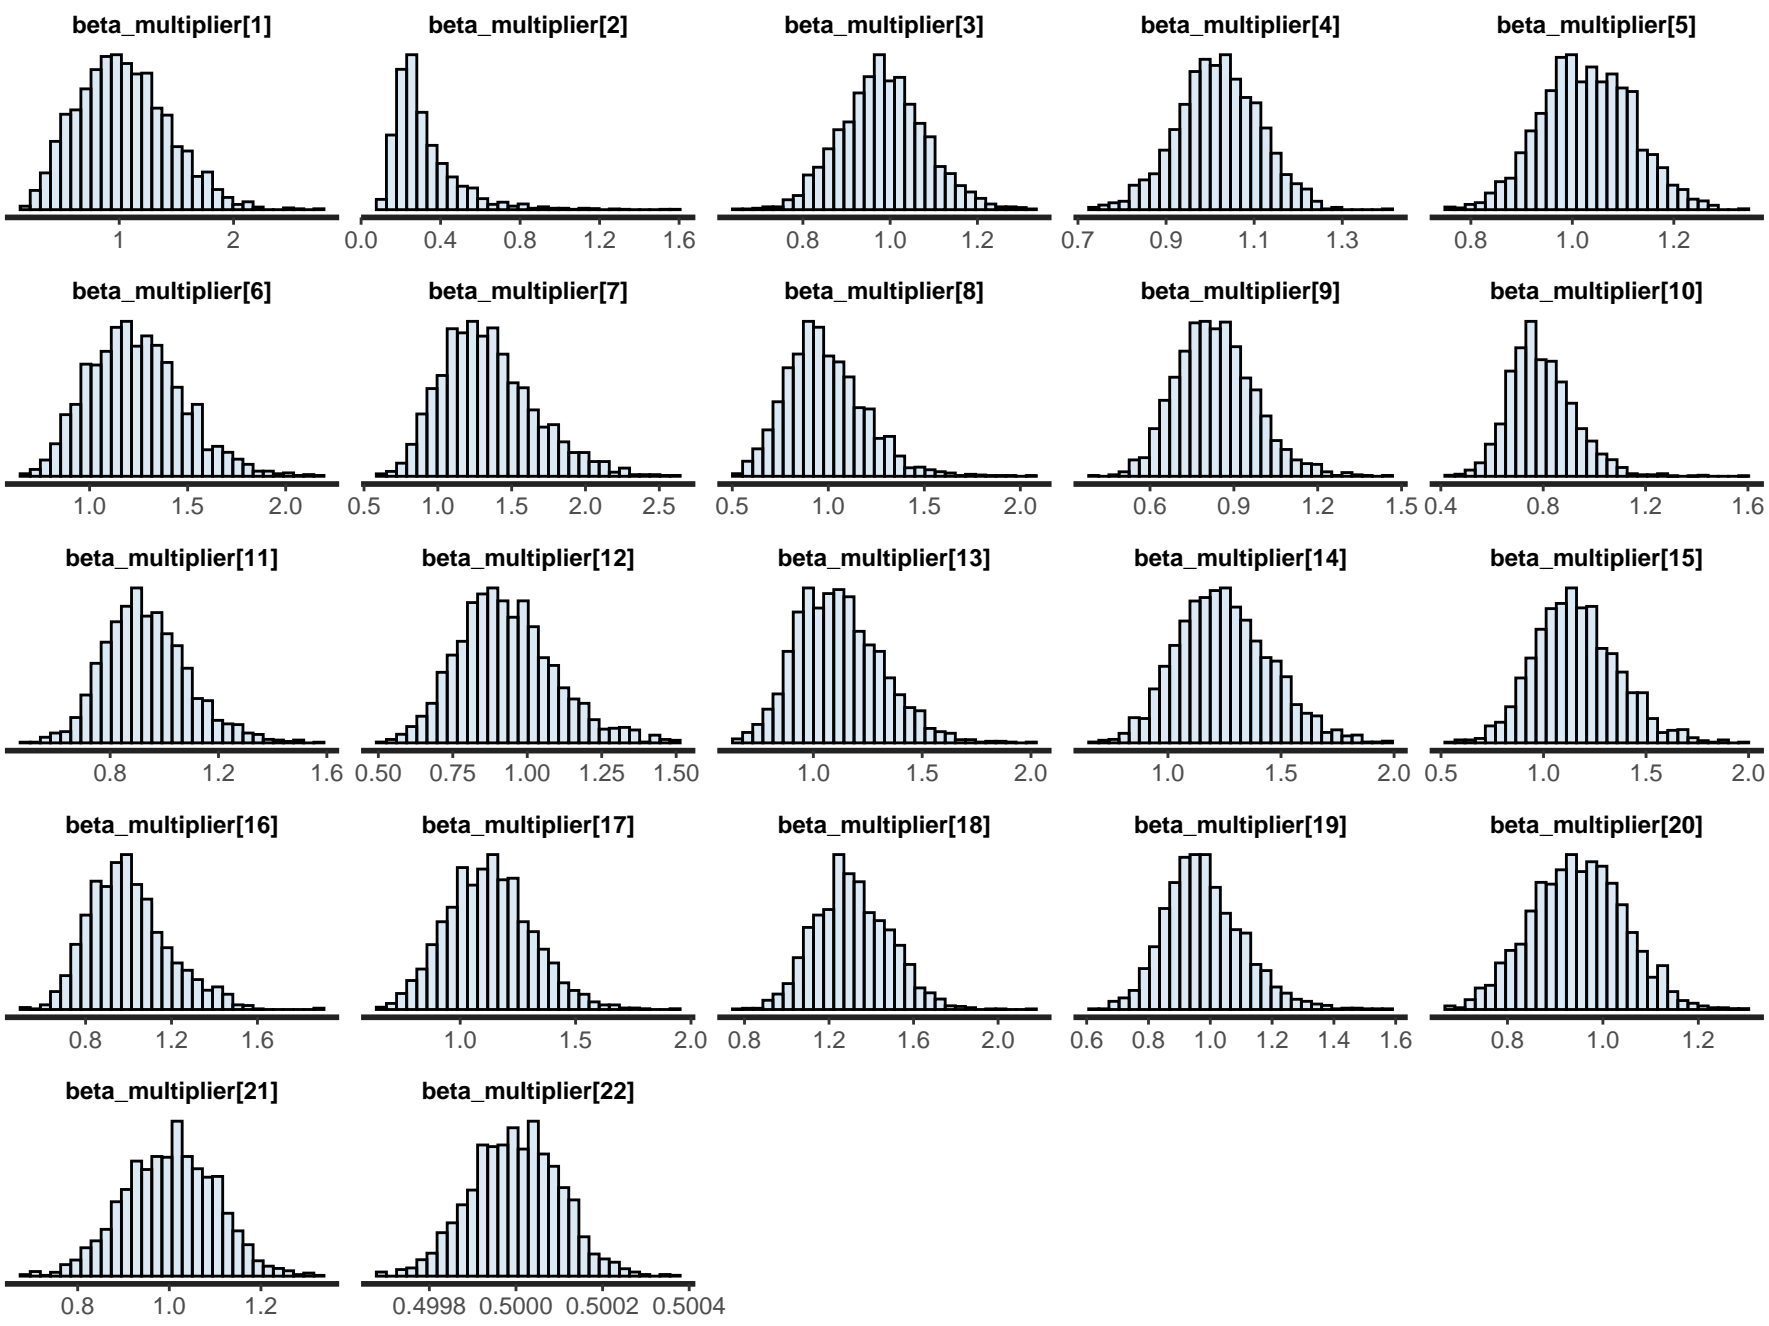 beta_multiplier[1] beta_multiplier[2] beta_multiplier[3] beta_multiplier[4] beta_multiplier[5]
1 2 0.0 0.4 0.8 1.2 1.6 0.8 1.0 1.2 0.7 0.9 1.1 1.3 0.8 1.0 1.2
beta_multiplier[6] beta_multiplier[7] beta_multiplier[8] beta_multiplier[9] beta_multiplier[10]
1.0 1.5 2.0 0.5 1.0 1.5 2.0 2.5 0.5 1.0 1.5 2.0 0.6 0.9 1.2 1.5 0.4 0.8 1.2 1.6
beta_multiplier[11] beta_multiplier[12] beta_multiplier[13] beta_multiplier[14] beta_multiplier[15]
0.8 1.2 1.6 0.50 0.75 1.00 1.25 1.50 1.0 1.5 2.0 1.0 1.5 2.0 0.5 1.0 1.5 2.0
beta_multiplier[16] beta_multiplier[17] beta_multiplier[18] beta_multiplier[19] beta_multiplier[20]
0.8 1.2 1.6 1.0 1.5 2.0 0.8 1.2 1.6 2.0 0.6 0.8 1.0 1.2 1.4 1.6 0.8 1.0 1.2
beta_multiplier[21] beta_multiplier[22]
0.8 1.0 1.2 0.4998 0.5000 0.5002 0.5004